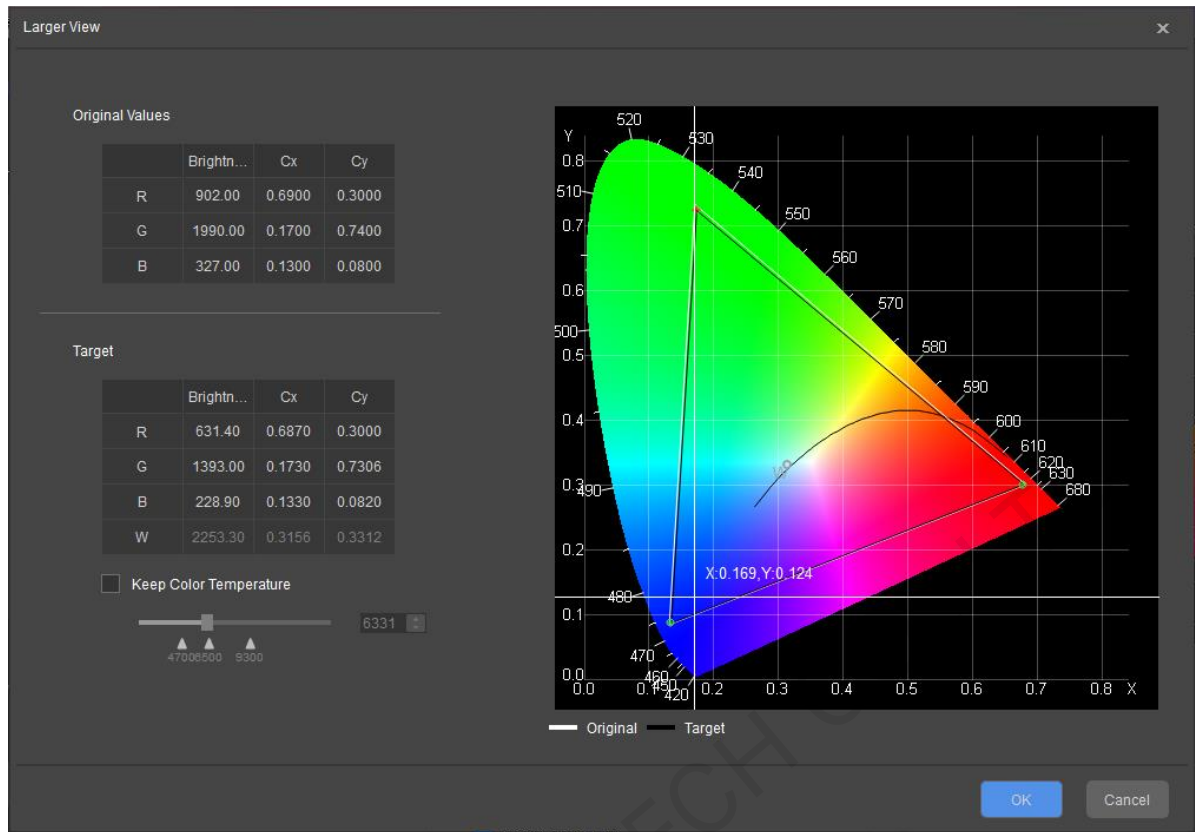 Larger View ×
Original Values
Brightn... Cx Cy
R 902.00 0.6900 0.3000
G 1990.00 0.1700 0.7400
B 327.00 0.1300 0.0800
Target
Brightn... Cx Cy
R 631.40 0.6870 0.3000
G 1393.00 0.1730 0.7306
B 228.90 0.1330 0.0820
W 2253.30 0.3156 0.3312
Keep Color Temperature
6331
4700 6500 9300
520
Y 530
0.8 540
510
0.7 550
560
0.6 570
500
0.5 580
590
0.4 600
610
620
W 630
0.3 490 680
0.2
X:0.169,Y:0.124
480
0.1
470
460
0.0 450
420
0.0 0.1 0.2 0.3 0.4 0.5 0.6 0.7 0.8 X
Original Target
OK Cancel